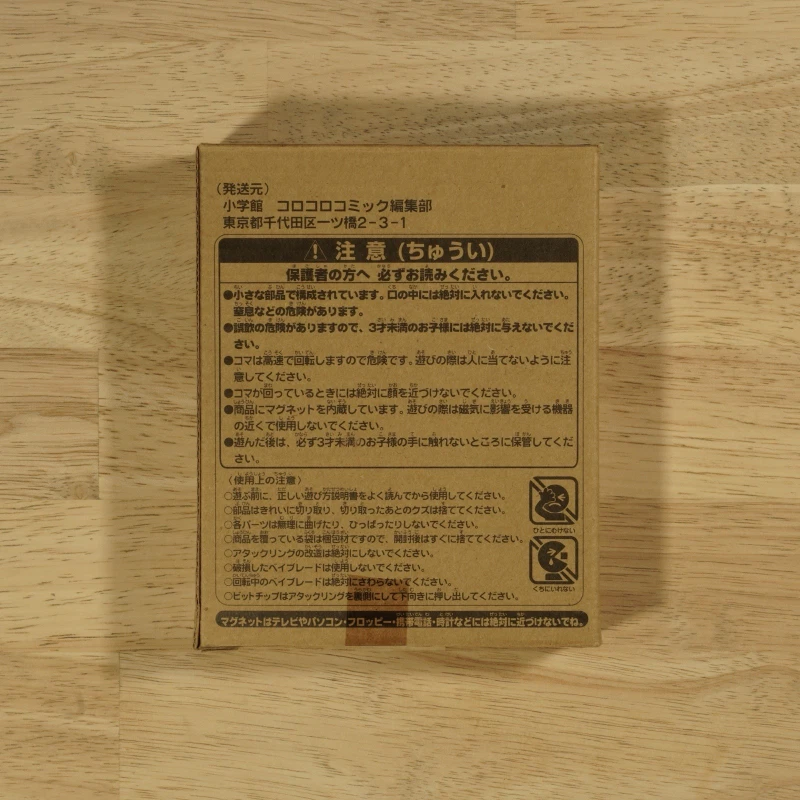 （発送元）
小学館　コロコロコミック編集部
東京都千代田区一ツ橋2−3−1
注意（ちゅうい）
保護者の方へ 必ずお読みください。
●小さな部品で構成されています。口の中には絶対に入れないでください。
窒息などの危険があります。
●誤飲の危険がありますので、3才未満のお子様には絶対に与えないでくだ
さい。
●コマは高速で回転しますので危険です。遊びの際は人に当てないように注
意してください。
●コマが回っているときには絶対に顔を近づけないでください。
●商品にマグネットを内蔵しています。遊びの際は磁気に影響を受ける機器
の近くで使用しないでください。
●遊んだ後は、必ず3才未満のお子様の手に触れないところに保管してくだ
さい。
〈使用上の注意〉
○遊ぶ前に、正しい遊び方説明書をよく読んでから使用してください。
○部品はきれいに切り取り、切り取ったあとのクズは捨ててください。
○各パーツは無理に曲げたり、ひっぱったりしないでください。
○商品を覆っている袋は梱包材ですので、開封後はすぐに捨ててください。
○アタックリングの改造は絶対にしないでください。
○破損したベイブレードは使用しないでください。
○回転中のベイブレードは絶対にさわらないでください。
○ビットチップはアタックリングを裏側にして下向きに押し出してください。
ひとにむけない
くちにいれない
マグネットはテレビやパソコン・フロッピー・携帯電話・時計などには絶対に近づけないでね。